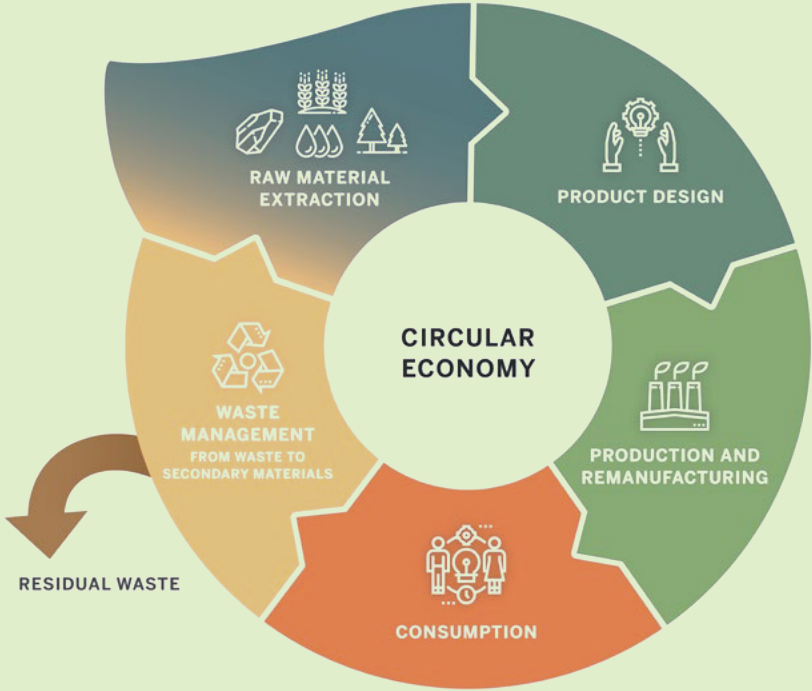 RAW MATERIAL
EXTRACTION
PRODUCT DESIGN
CIRCULAR
ECONOMY
PRODUCTION AND
REMANUFACTURING
CONSUMPTION
WASTE
MANAGEMENT
FROM WASTE TO
SECONDARY MATERIALS
RESIDUAL WASTE